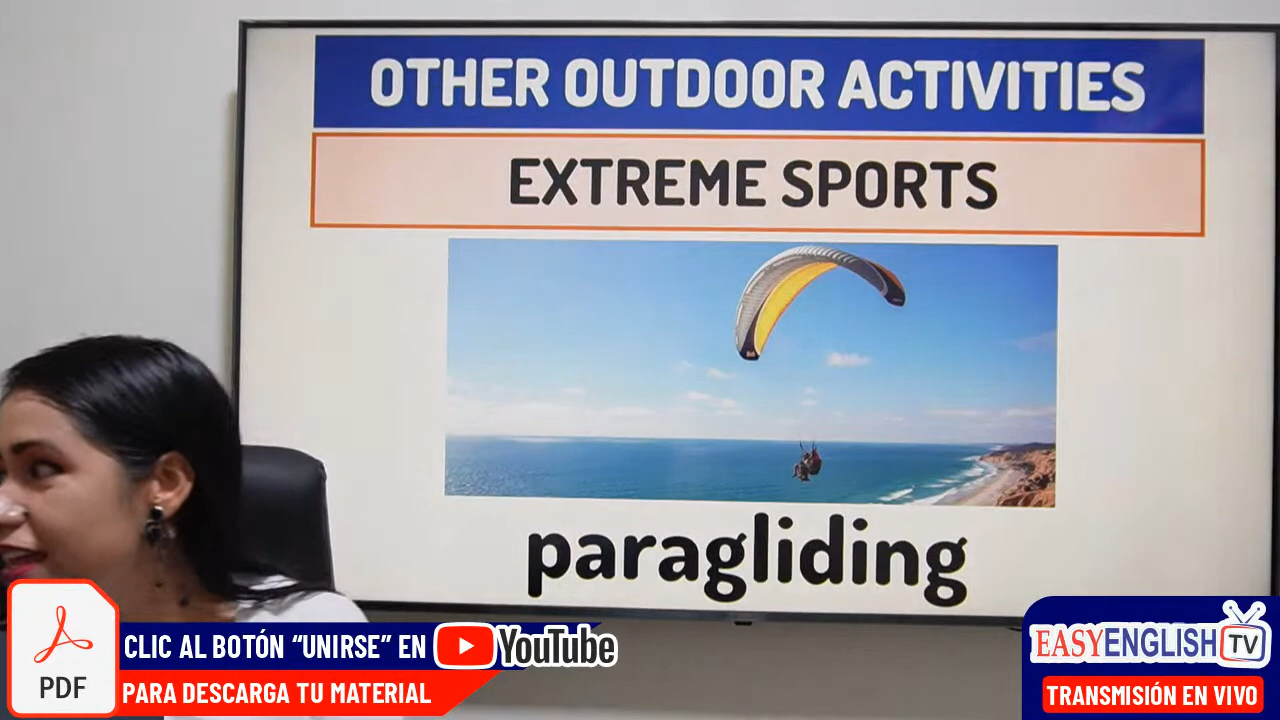 OTHER OUTDOOR ACTIVITIES
EXTREME SPORTS
paragliding
PDF
CLIC AL BOTÓN “UNIRSE” EN YouTube
PARA DESCARGA TU MATERIAL
EASYENGLISH TV
TRANSMISIÓN EN VIVO